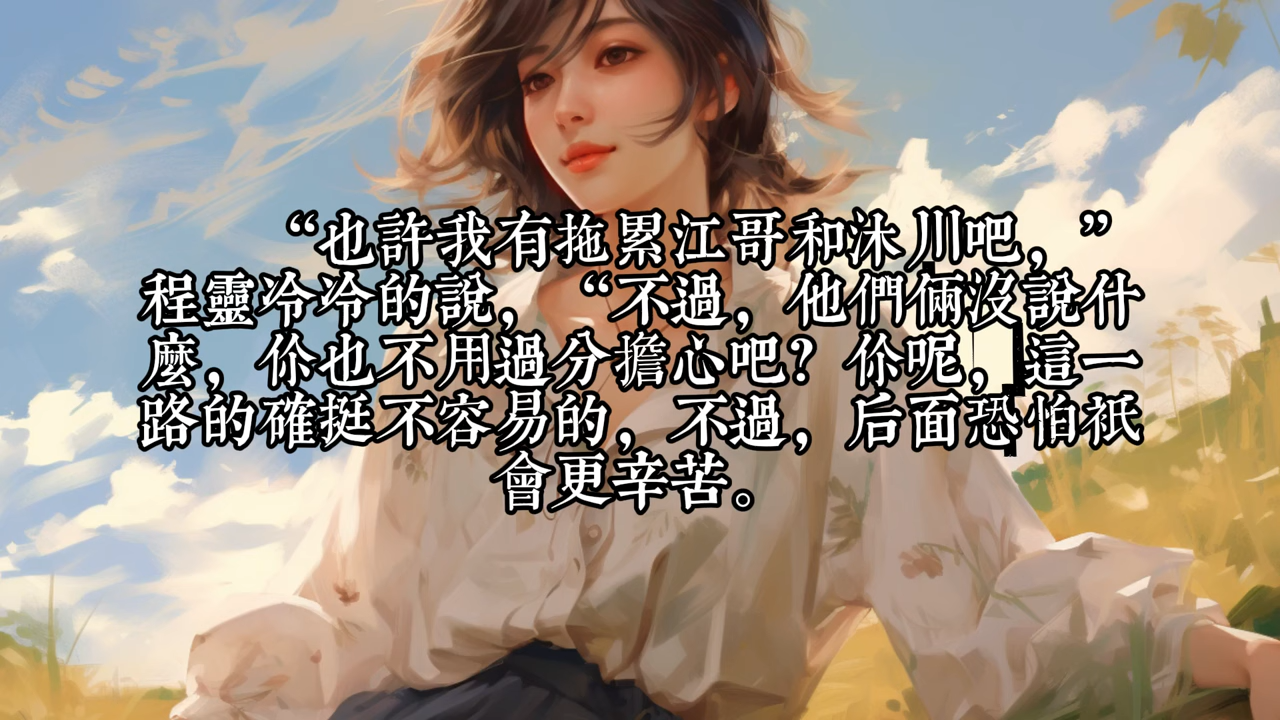 “也許我有拖累江哥和沐川吧，”
程靈冷冷的說，“不過，他們倆沒說什
麼，你也不用過分擔心吧？你呢，這一
路的確挺不容易的，不過，后面恐怕衹
會更辛苦。